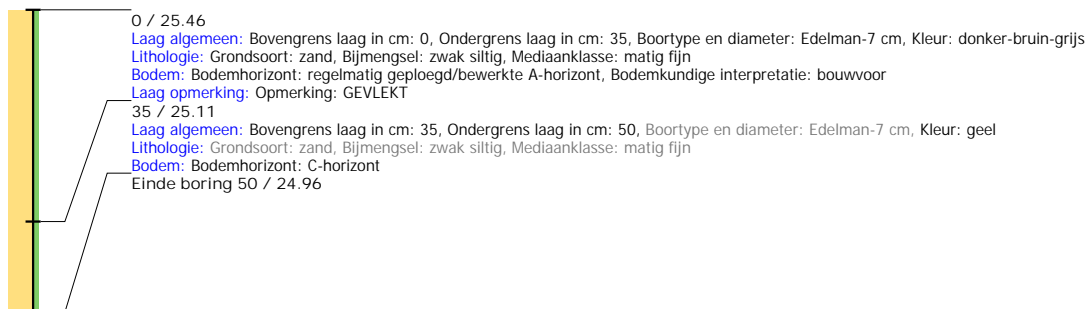 0 / 25.46
Laag algemeen: Bovengrens laag in cm: 0, Ondergrens laag in cm: 35, Boortype en diameter: Edelman-7 cm, Kleur: donker-bruin-grijs
Lithologie: Grondsoort: zand, Bijmengsel: zwak siltig, Mediaanklasse: matig fijn
Bodem: Bodemhorizont: regelmatig geploegd/bewerkte A-horizont, Bodemkundige interpretatie: bouwvoor
Laag opmerking: Opmerking: GEVLEKT
35 / 25.11
Laag algemeen: Bovengrens laag in cm: 35, Ondergrens laag in cm: 50, Boortype en diameter: Edelman-7 cm, Kleur: geel
Lithologie: Grondsoort: zand, Bijmengsel: zwak siltig, Mediaanklasse: matig fijn
Bodem: Bodemhorizont: C-horizont
Einde boring 50 / 24.96